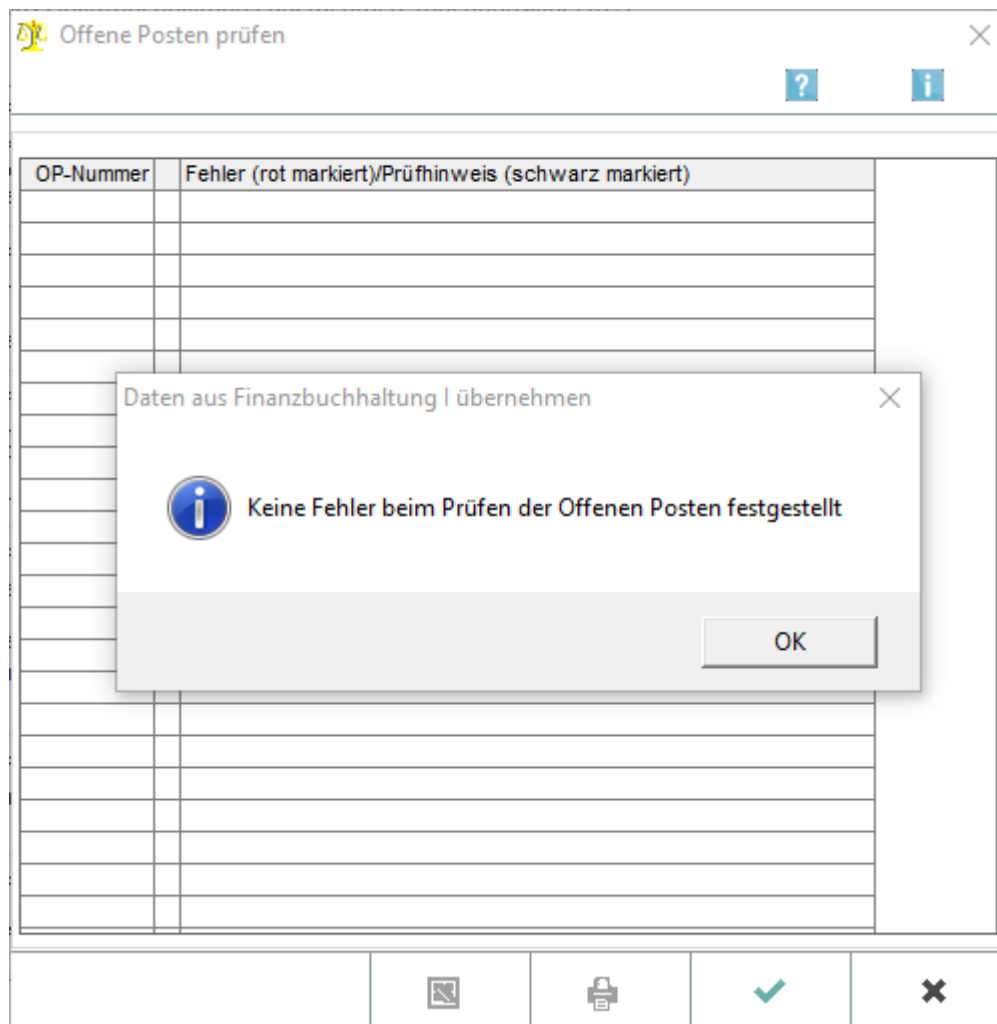 Offene Posten prüfen
?
i
OP-Nummer
Fehler (rot markiert)/Prüfhinweis (schwarz markiert)
Daten aus Finanzbuchhaltung I übernehmen
Keine Fehler beim Prüfen der Offenen Posten festgestellt
OK